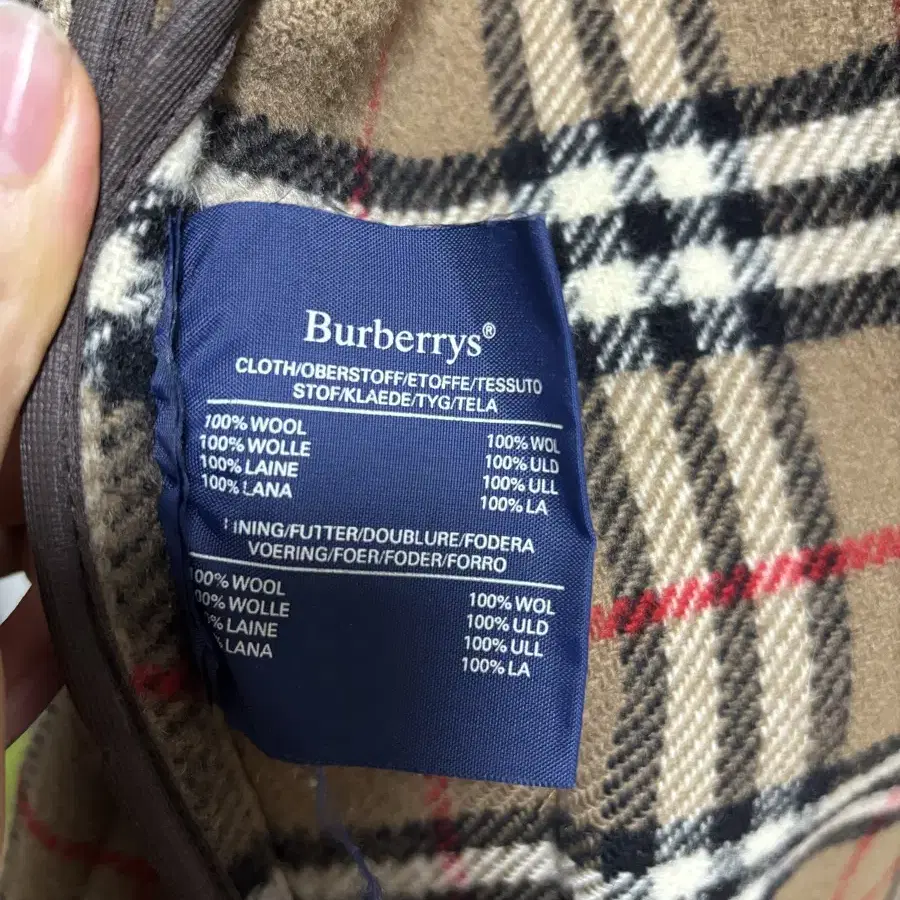 Burberrys®
CLOTH/OBERSTOFF/ETOFFE/TESSUTO
STOF/KLAEDE/TYG/TELA
100% WOOL
100% WOLLE
100% LAINE
100% LANA
100% WOL
100% ULD
100% ULL
100% LA
LINING/FUTTER/DOUBLURE/FODERA
VOERING/FOER/FODER/FORRO
100% WOOL
00% WOLLE
% LAINE
LANA
100% WOL
100% ULD
100% ULL
100% LA